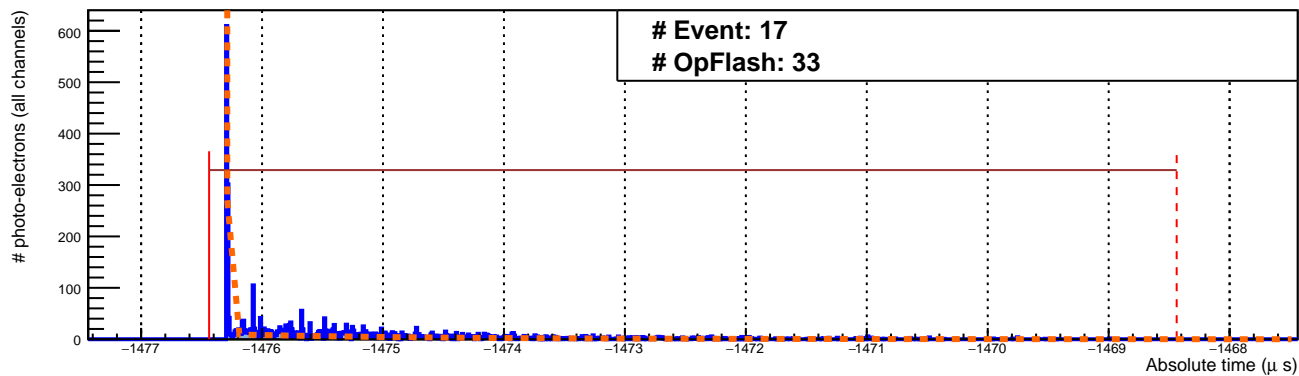 # Event: 17
# OpFlash: 33
# photo-electrons (all channels)
600
500
400
300
200
100
0
−1477 −1476 −1475 −1474 −1473 −1472 −1471 −1470 −1469 −1468
Absolute time (μ s)